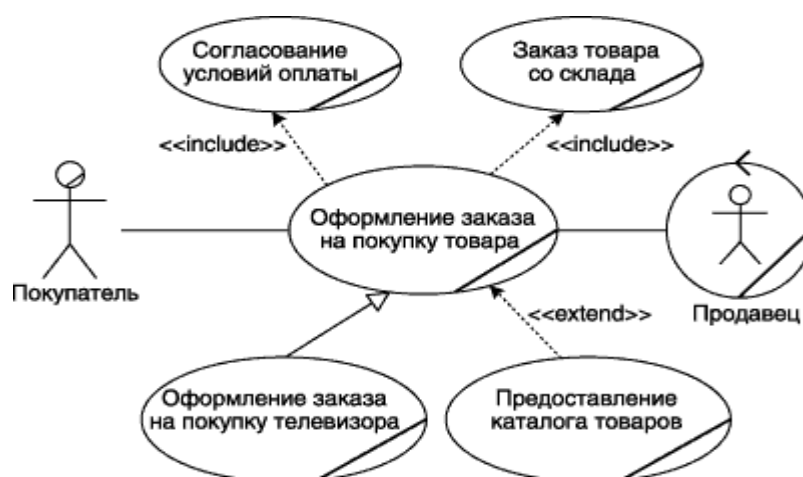 Согласование
условий оплаты
Заказ товара
со склада
<<include>>
<<include>>
Оформление заказа
на покупку товара
Покупатель
Продавец
<<extend>>
Оформление заказа
на покупку телевизора
Предоставление
каталога товаров